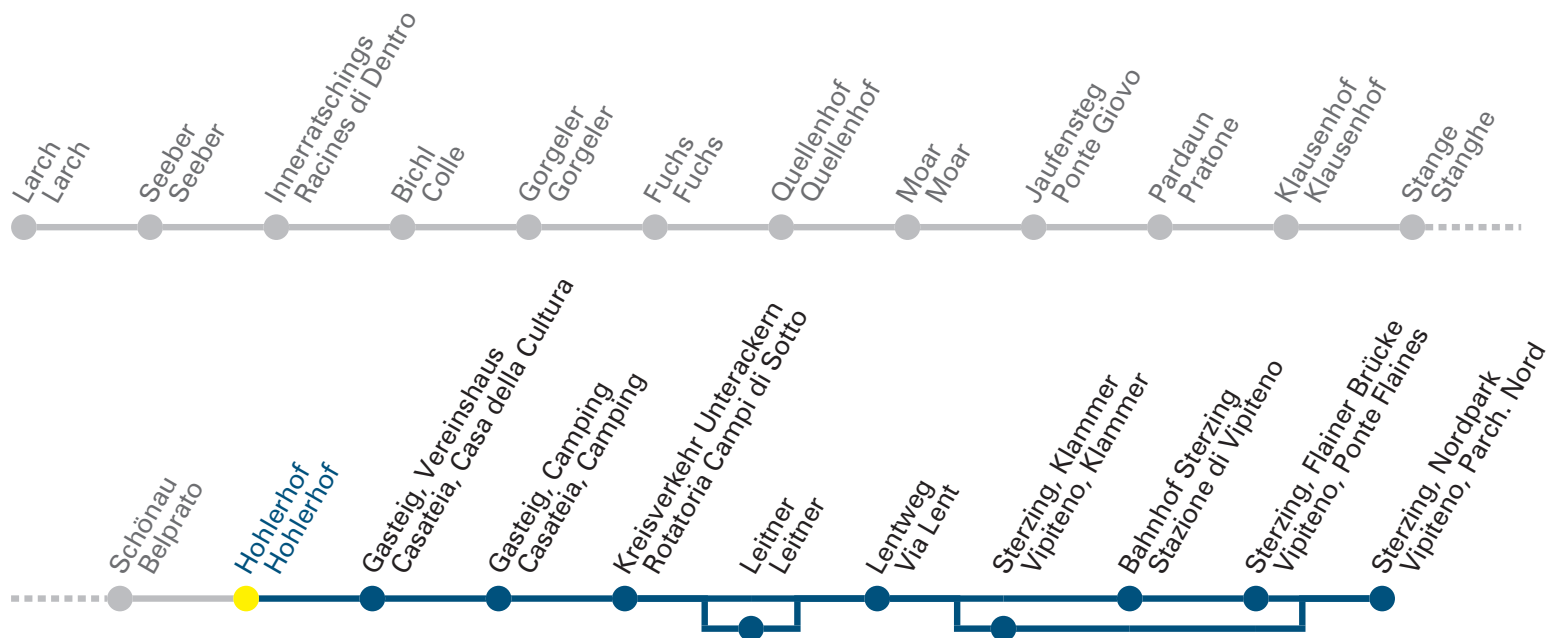 Larch
Larch
Seeber
Seeber
Innerratschings
Racines di Dentro
Bichl
Colle
Gorgeler
Gorgeler
Fuchs
Fuchs
Quellenhof
Quellenhof
Moar
Moar
Jaufensteg
Ponte Giovo
Pardaun
Pratone
Klausenhof
Klausenhof
Stange
Stanghe
Schönau
Belprato
Hohlerhof
Hohlerhof
Gasteig, Vereinshaus
Casateia, Casa della Cultura
Gasteig, Camping
Casateia, Camping
Kreisverkehr Unterackern
Rotatoria Campi di Sotto
Leitner
Leitner
Lentweg
Via Lent
Sterzing, Klammer
Vipiteno, Klammer
Bahnhof Sterzing
Stazione di Vipiteno
Sterzing, Flainer Brücke
Vipiteno, Ponte Flaines
Sterzing, Nordpark
Vipiteno, Parch. Nord